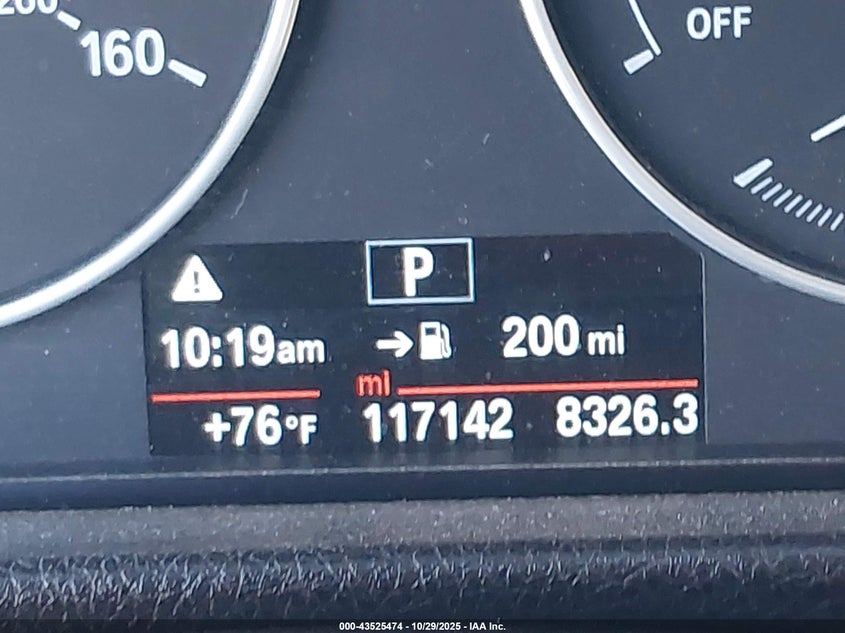 160
OFF
P
10:19am
200 mi
mi
+76°F
117142
8326.3
000-43525474 - 10/29/2025 - IAA Inc.